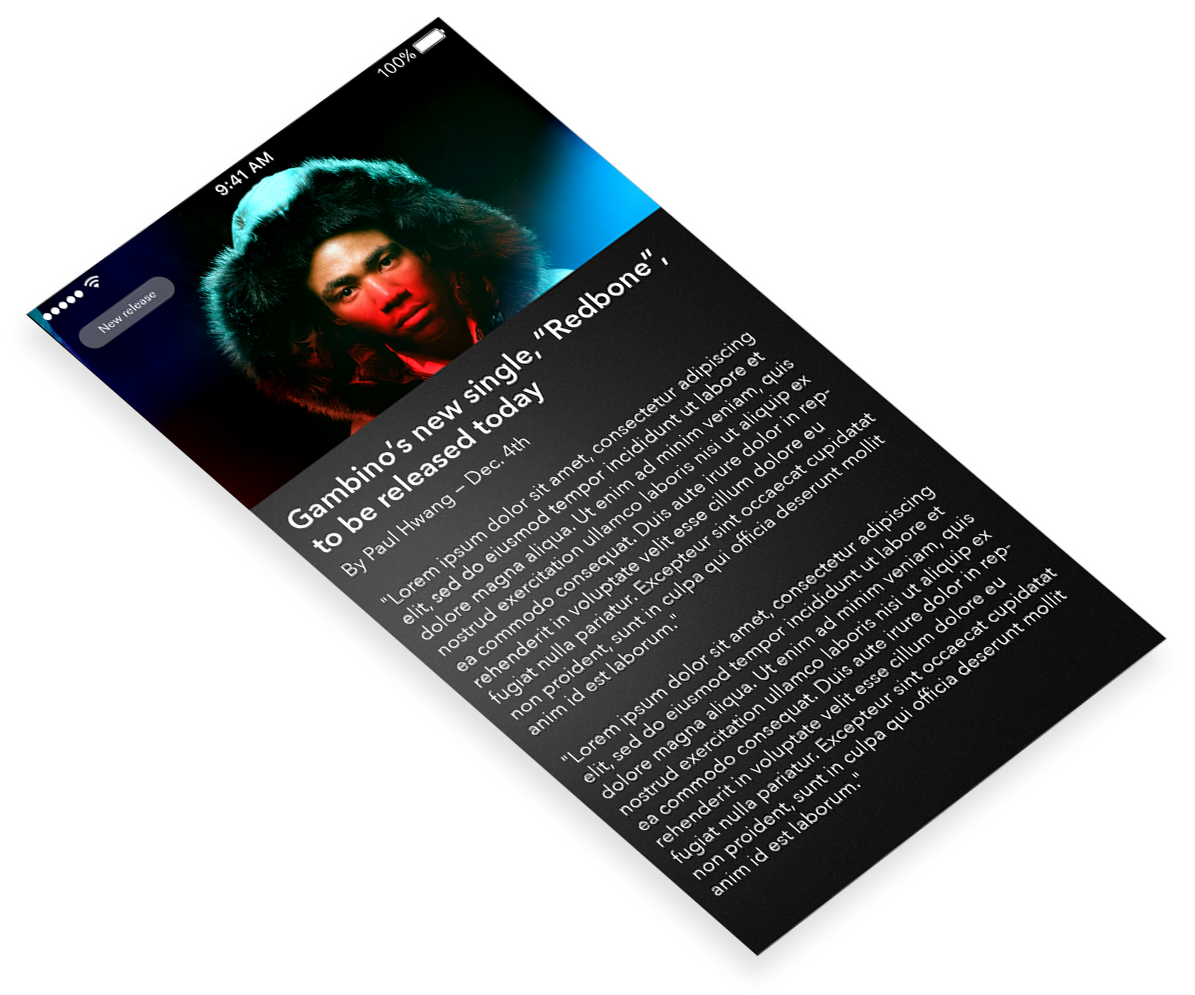 9:41 AM
100%
New release
Gambino's new single, "Redbone",
to be released today
By Paul Hwang – Dec. 4th
"Lorem ipsum dolor sit amet, consectetur adipiscing
elit, sed do eiusmod tempor incididunt ut labore et
dolore magna aliqua. Ut enim ad minim veniam, quis
nostrud exercitation ullamco laboris nisi ut aliquip ex
ea commodo consequat. Duis aute irure dolor in rep-
rehenderit in voluptate velit esse cillum dolore eu
fugiat nulla pariatur. Excepteur sint occaecat cupidatat
non proident, sunt in culpa qui officia deserunt mollit
anim id est laborum."
"Lorem ipsum dolor sit amet, consectetur adipiscing
elit, sed do eiusmod tempor incididunt ut labore et
dolore magna aliqua. Ut enim ad minim veniam, quis
nostrud exercitation ullamco laboris nisi ut aliquip ex
ea commodo consequat. Duis aute irure dolor in rep-
rehenderit in voluptate velit esse cillum dolore eu
fugiat nulla pariatur. Excepteur sint occaecat cupidatat
non proident, sunt in culpa qui officia deserunt mollit
anim id est laborum."